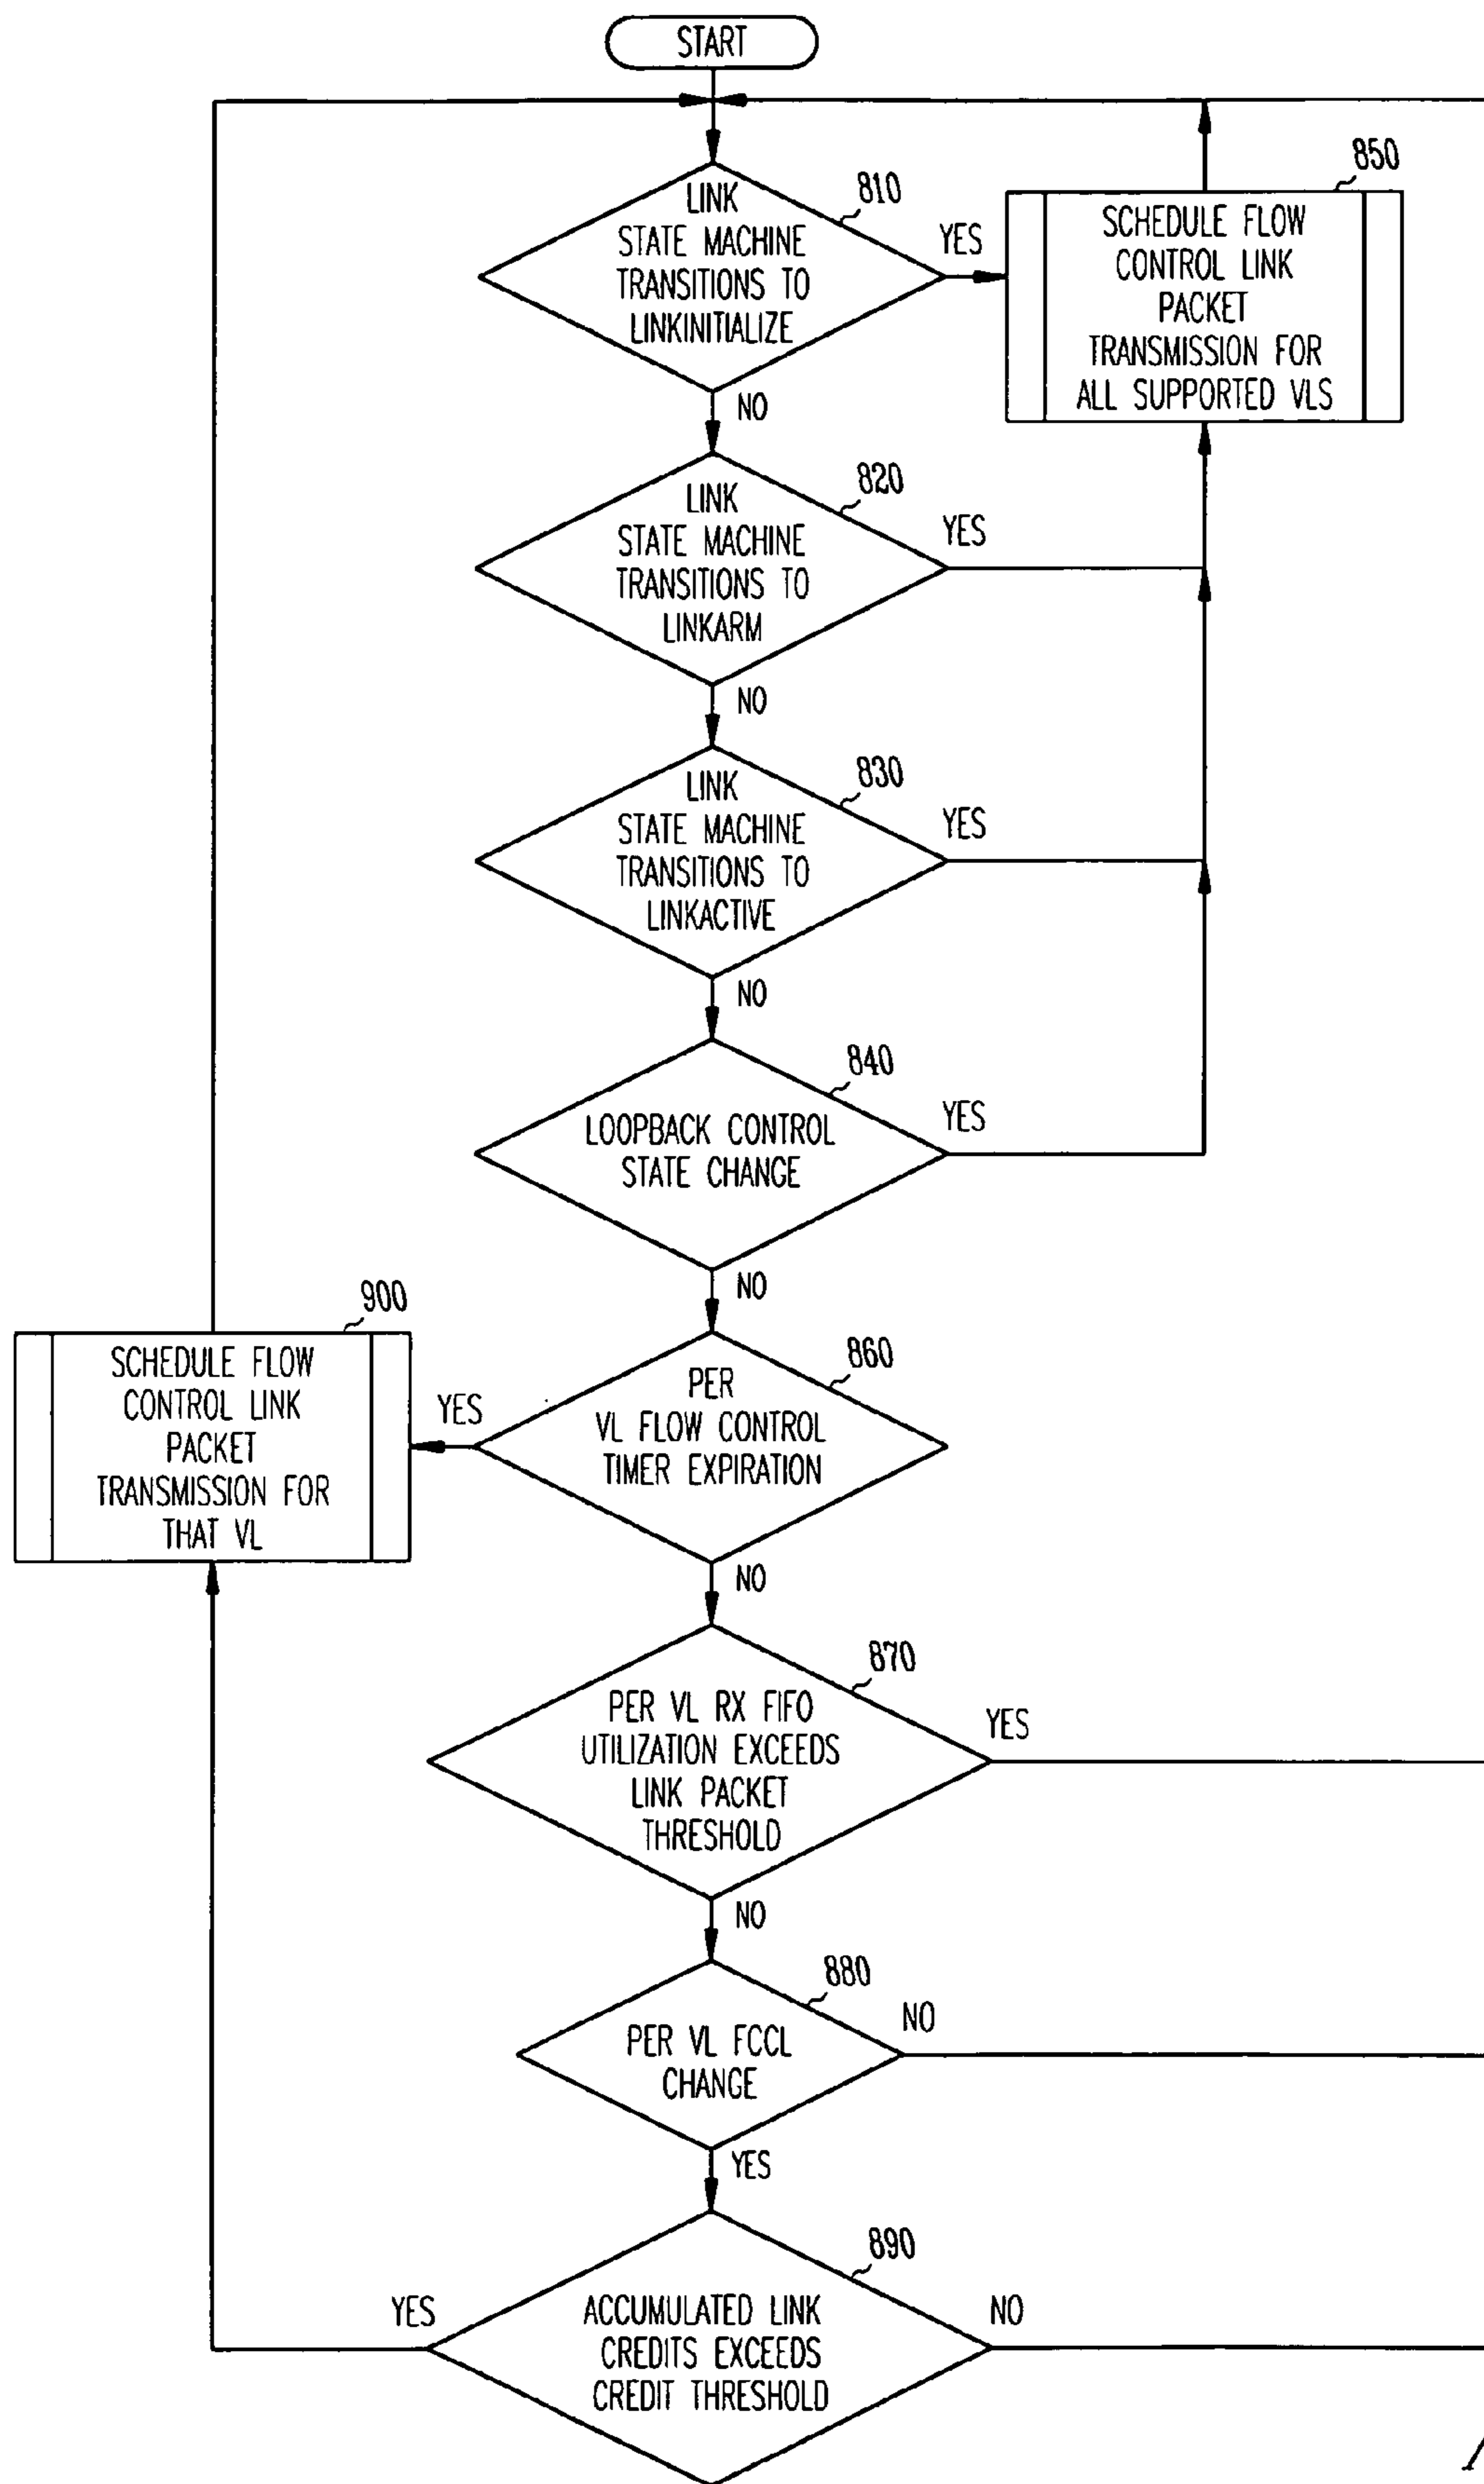 START
LINK
STATE MACHINE
TRANSITIONS TO
LINKINITIALIZE
810
YES
NO
SCHEDULE FLOW
CONTROL LINK
PACKET
TRANSMISSION FOR
ALL SUPPORTED VLS
850
LINK
STATE MACHINE
TRANSITIONS TO
LINKARM
820
YES
NO
LINK
STATE MACHINE
TRANSITIONS TO
LINKACTIVE
830
YES
NO
LOOPBACK CONTROL
STATE CHANGE
840
YES
NO
900
SCHEDULE FLOW
CONTROL LINK
PACKET
TRANSMISSION FOR
THAT VL
YES
PER
VL FLOW CONTROL
TIMER EXPIRATION
860
NO
PER VL RX FIFO
UTILIZATION EXCEEDS
LINK PACKET
THRESHOLD
870
YES
NO
PER VL FCCL
CHANGE
880
NO
YES
ACCUMULATED LINK
CREDITS EXCEEDS
CREDIT THRESHOLD
890
YES
NO